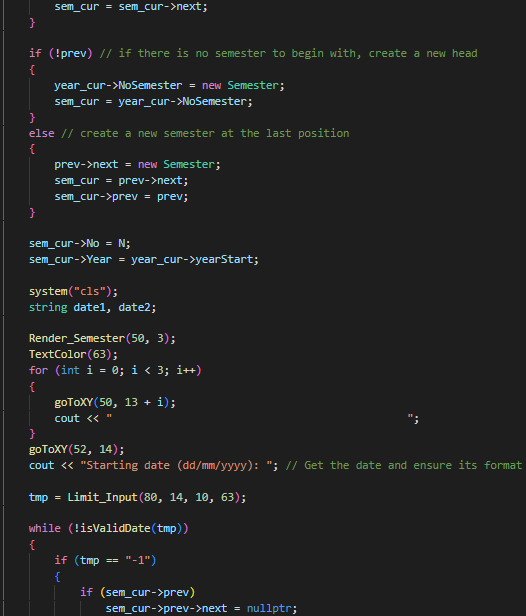 sem_cur = sem_cur->next;
}
if (!prev) // if there is no semester to begin with, create a new head
{
year_cur->NoSemester = new Semester;
sem_cur = year_cur->NoSemester;
}
else // create a new semester at the last position
{
prev->next = new Semester;
sem_cur = prev->next;
sem_cur->prev = prev;
}
sem_cur->No = N;
sem_cur->Year = year_cur->yearStart;
system("cls");
string date1, date2;
Render_Semester(50, 3);
TextColor(63);
for (int i = 0; i < 3; i++)
{
goToXY(50, 13 + i);
cout << "                                              ";
}
goToXY(52, 14);
cout << "Starting date (dd/mm/yyyy): "; // Get the date and ensure its format
tmp = Limit_Input(80, 14, 10, 63);
while (!isValidDate(tmp))
{
if (tmp == "-1")
{
if (sem_cur->prev)
sem_cur->prev->next = nullptr;